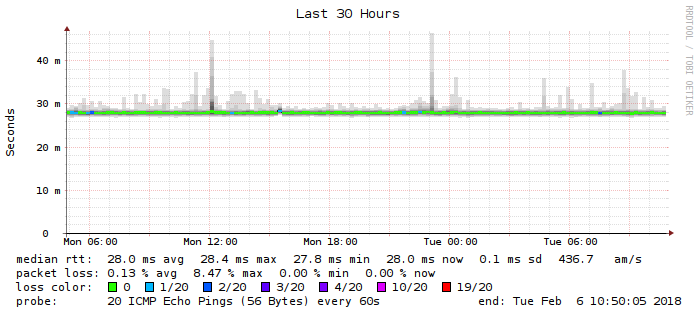 Last 30 Hours
RRDTOOL / TOBI OETIKER
Seconds
40 m
30 m
20 m
10 m
0
Mon 06:00 Mon 12:00 Mon 18:00 Tue 00:00 Tue 06:00
median rtt: 28.0 ms avg 28.4 ms max 27.8 ms min 28.0 ms now 0.1 ms sd 436.7 am/s
packet loss: 0.13 % avg 8.47 % max 0.00 % min 0.00 % now
loss color: 0 1/20 2/20 3/20 4/20 10/20 19/20
probe: 20 ICMP Echo Pings (56 Bytes) every 60s end: Tue Feb 6 10:50:05 2018